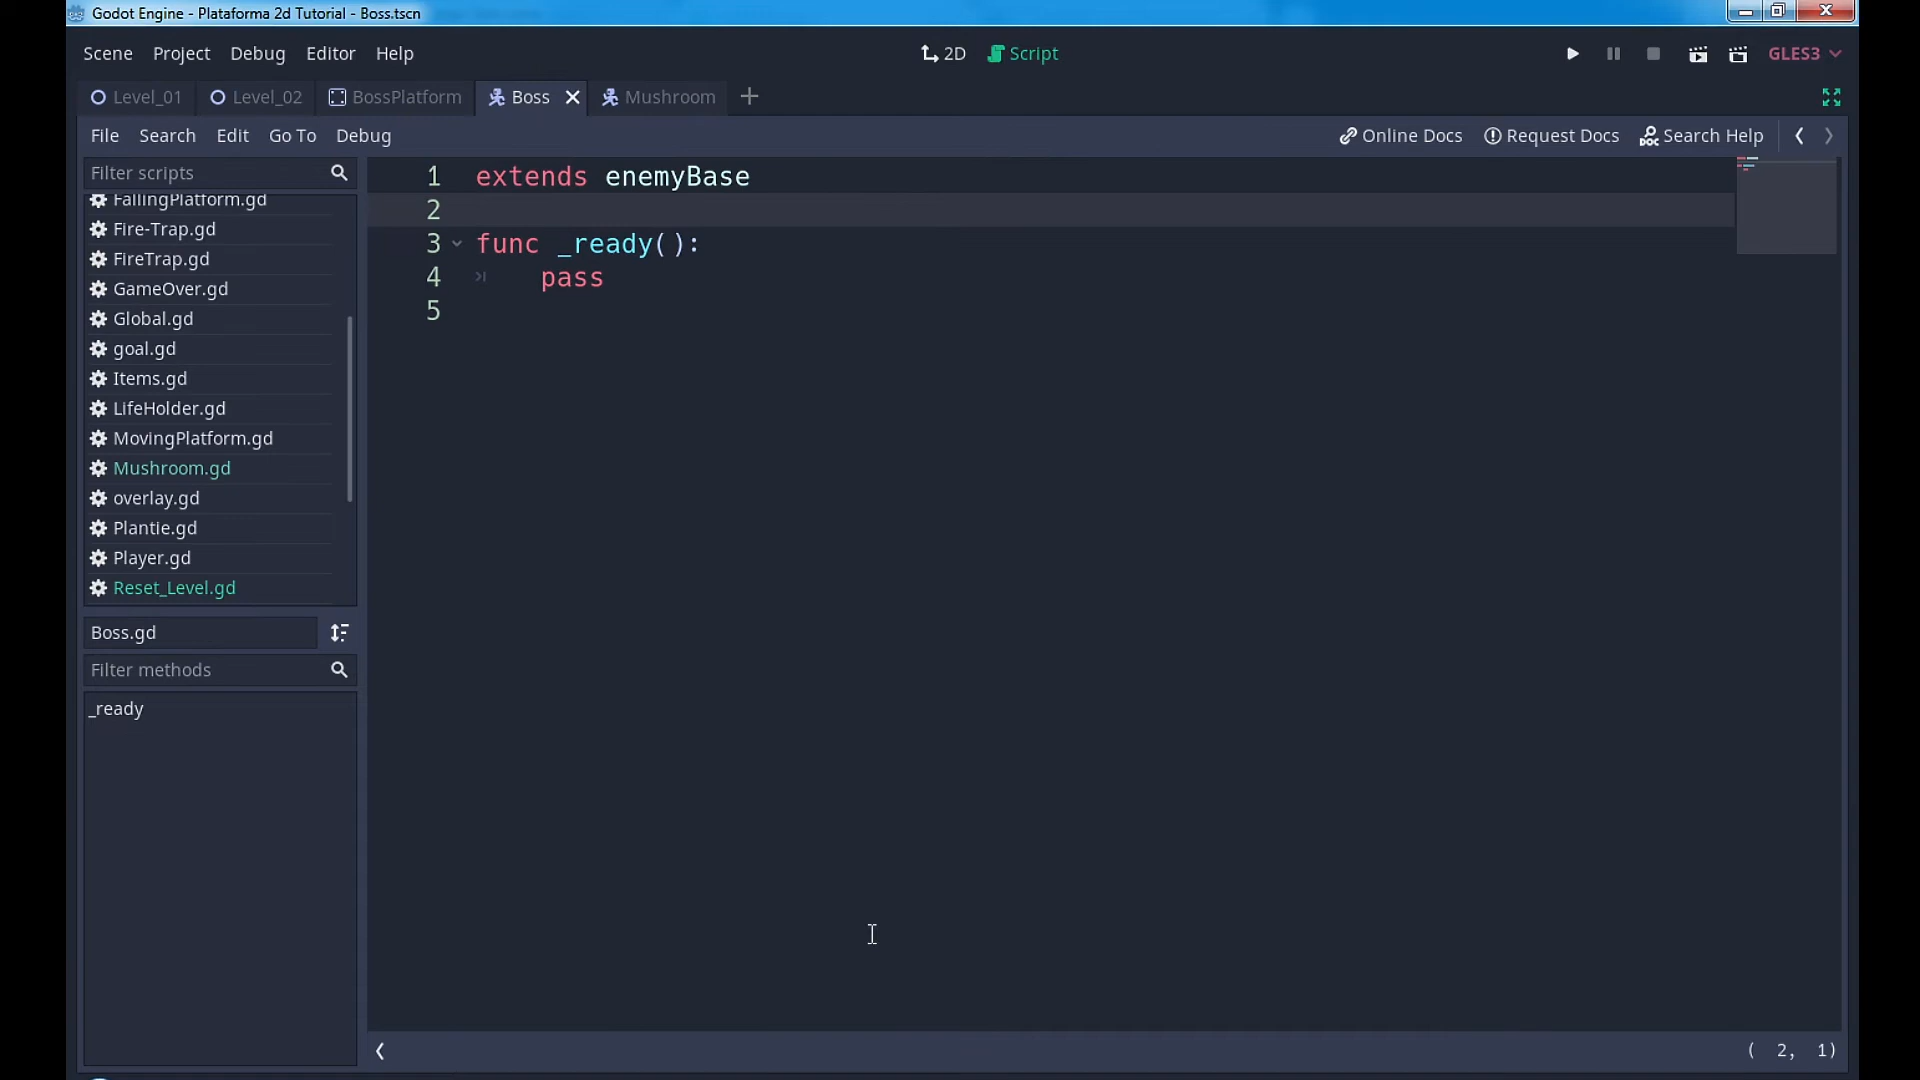 Godot Engine - Plataforma 2d Tutorial - Boss.tscn
Scene Project Debug Editor Help 2D Script GLES3
Level_01 Level_02 BossPlatform Boss Mushroom
File Search Edit Go To Debug Online Docs Request Docs Search Help
Filter scripts
FallingPlatform.gd
Fire-Trap.gd
FireTrap.gd
GameOver.gd
Global.gd
goal.gd
Items.gd
LifeHolder.gd
MovingPlatform.gd
Mushroom.gd
overlay.gd
Plantie.gd
Player.gd
Reset_Level.gd
Boss.gd
Filter methods
_ready
1 extends enemyBase
2
3 func _ready():
4 pass
5
( 2, 1)